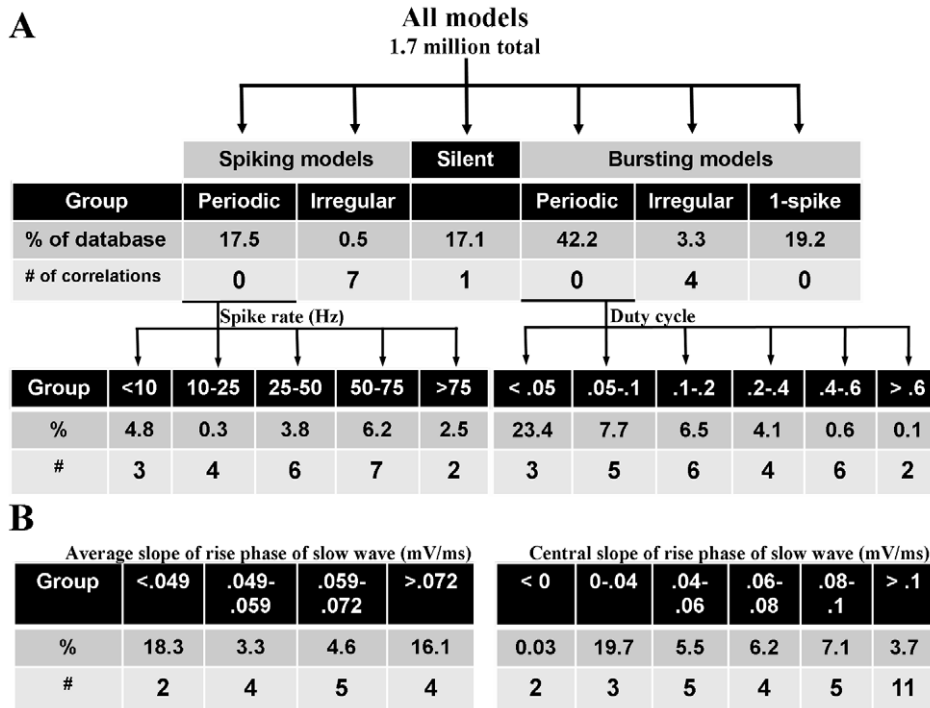 A
All models
1.7 million total
Spiking models Silent Bursting models
Group Periodic Irregular Periodic Irregular 1-spike
% of database 17.5 0.5 17.1 42.2 3.3 19.2
# of correlations 0 7 1 0 4 0
Spike rate (Hz) Duty cycle
Group <10 10-25 25-50 50-75 >75 < .05 .05-.1 .1-.2 .2-.4 .4-.6 > .6
% 4.8 0.3 3.8 6.2 2.5 23.4 7.7 6.5 4.1 0.6 0.1
# 3 4 6 7 2 3 5 6 4 6 2
B
Average slope of rise phase of slow wave (mV/ms) Central slope of rise phase of slow wave (mV/ms)
Group <.049 .049- .059- >.072 < 0 0-.04 .04- .06- .08- > .1
.059 .072 .06 .08 .1
% 18.3 3.3 4.6 16.1 0.03 19.7 5.5 6.2 7.1 3.7
# 2 4 5 4 2 3 5 4 5 11